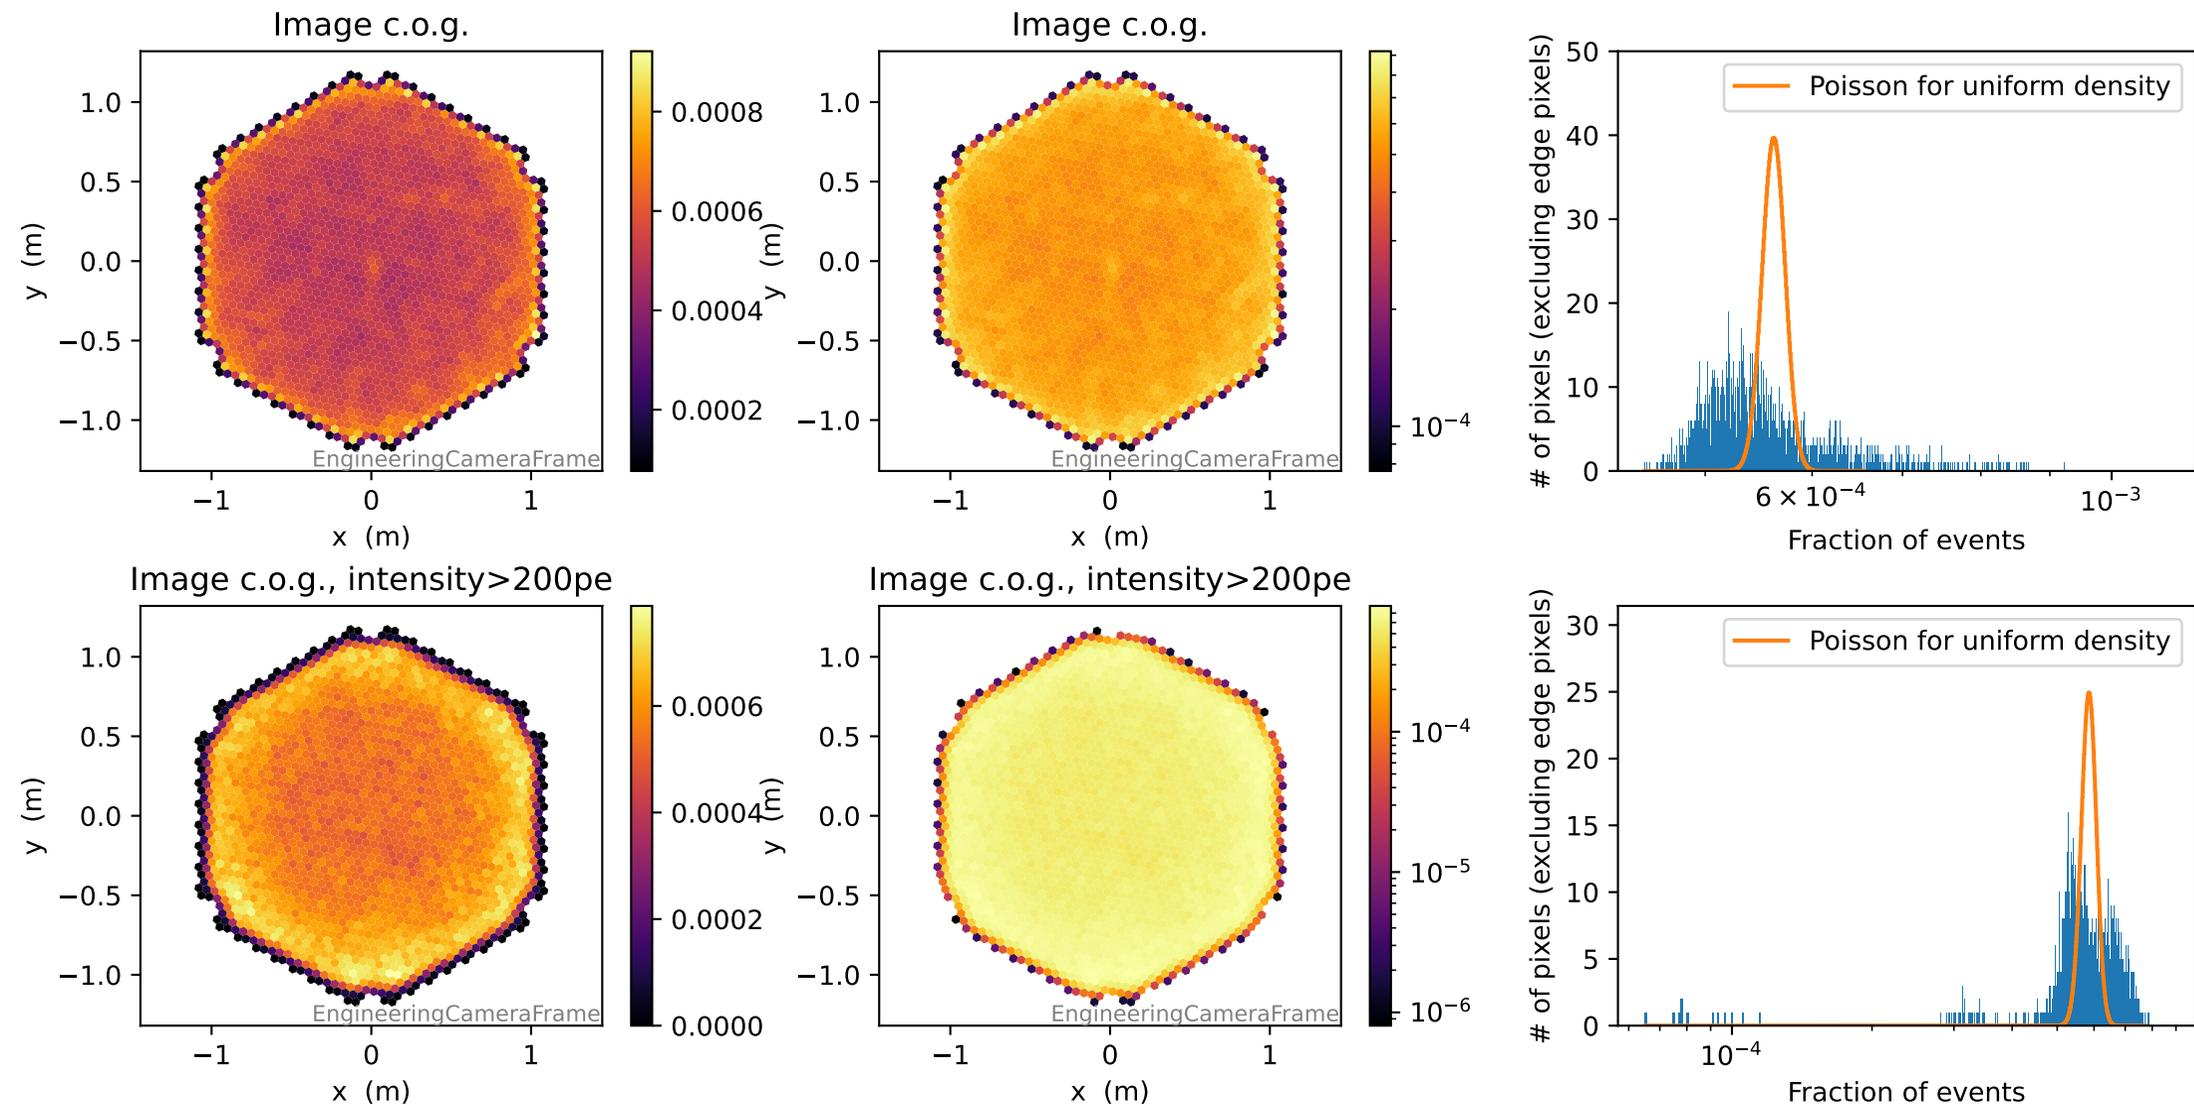 Image c.o.g.
1.0
0.5
0.0
−0.5
−1.0
y (m)
−1
0
1
x (m)
EngineeringCameraFrame
0.0008
0.0006
0.0004
0.0002
Image c.o.g.
1.0
0.5
0.0
−0.5
−1.0
y (m)
−1
0
1
x (m)
EngineeringCameraFrame
10⁻⁴
50
40
30
20
10
0
# of pixels (excluding edge pixels)
Poisson for uniform density
6 × 10⁻⁴
10⁻³
Fraction of events
Image c.o.g., intensity>200pe
1.0
0.5
0.0
−0.5
−1.0
y (m)
−1
0
1
x (m)
EngineeringCameraFrame
0.0006
0.0004
0.0002
0.0000
Image c.o.g., intensity>200pe
1.0
0.5
0.0
−0.5
−1.0
y (m)
−1
0
1
x (m)
EngineeringCameraFrame
10⁻⁴
10⁻⁵
10⁻⁶
30
25
20
15
10
5
0
# of pixels (excluding edge pixels)
Poisson for uniform density
10⁻⁴
Fraction of events